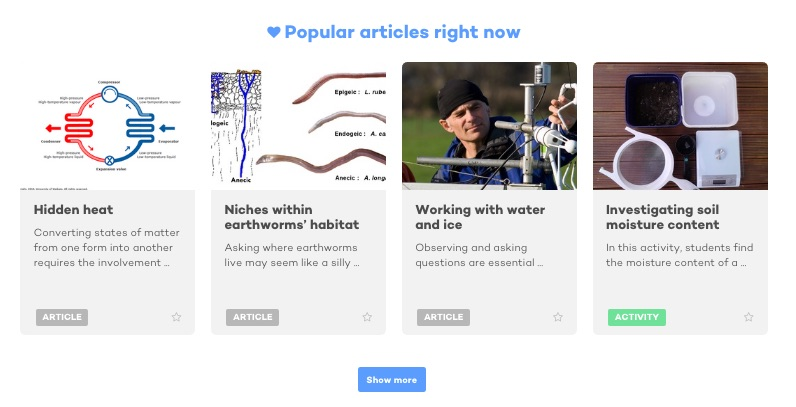 Popular articles right now
Compressor
High-pressure
High-temperature vapour
Low-pressure
Low-temperature vapour
Condenser
Evaporator
High-pressure
High-temperature liquid
Low-pressure
Low-temperature liquid
Expansion valve
Epigeic: L. rube
logeic
Endogeic: A. ca
Anecic
Anecic : A. long
Hidden heat
Converting states of matter
from one form into another
requires the involvement ...
ARTICLE
Niches within
earthworms' habitat
Asking where earthworms
live may seem like a silly ...
ARTICLE
Working with water
and ice
Observing and asking
questions are essential ...
ARTICLE
Investigating soil
moisture content
In this activity, students find
the moisture content of a ...
ACTIVITY
Show more